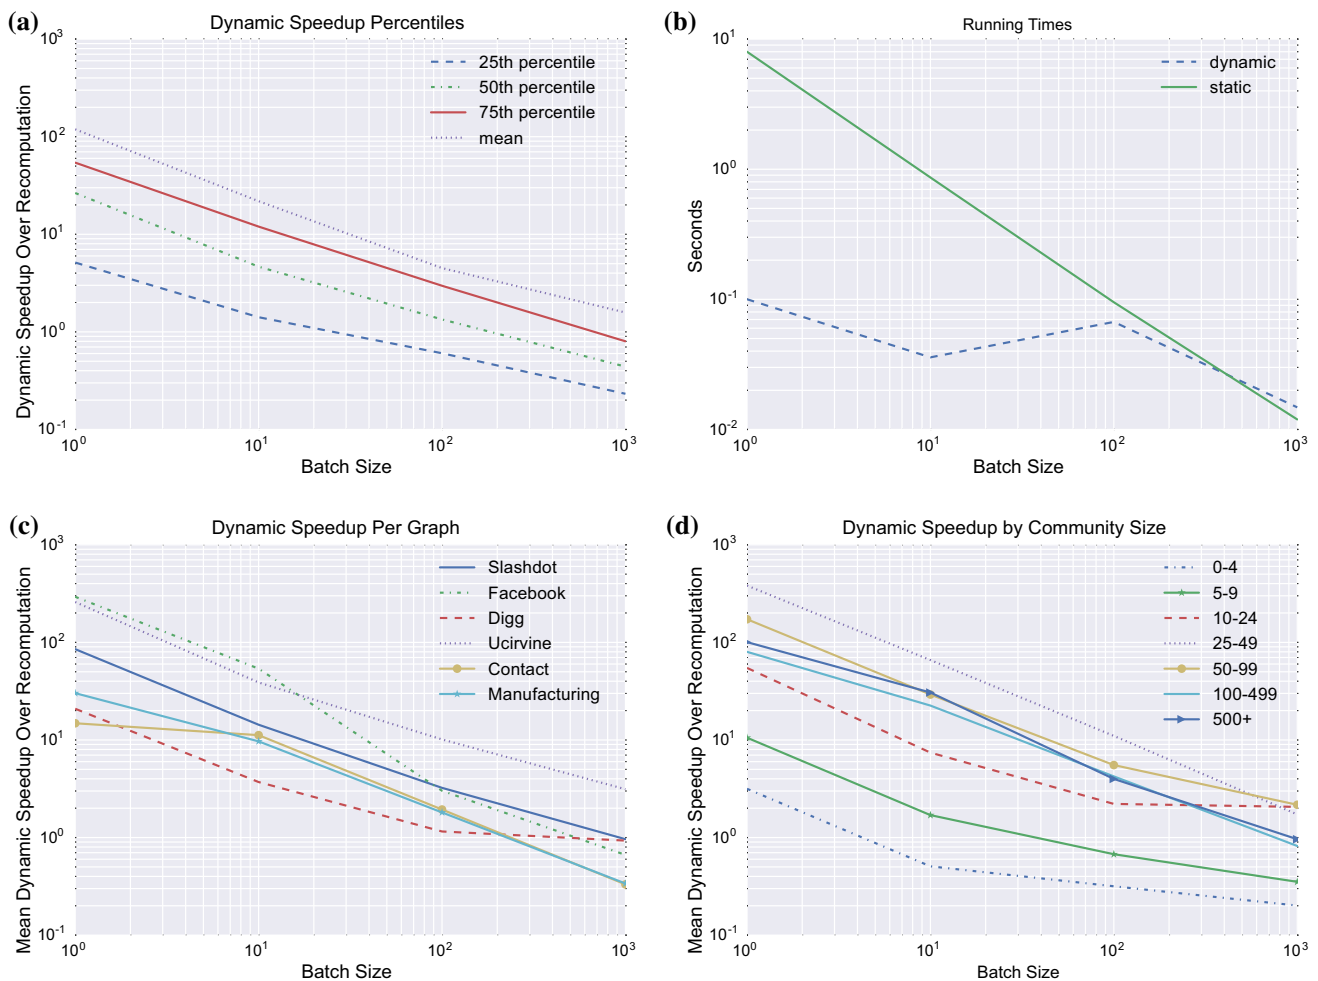 (a)
Dynamic Speedup Percentiles
Dynamic Speedup Over Recomputation
10^3
10^2
10^1
10^0
10^-1
25th percentile
50th percentile
75th percentile
mean
10^0 10^1 10^2 10^3
Batch Size
(b)
Running Times
Seconds
10^1
10^0
10^-1
10^-2
dynamic
static
10^0 10^1 10^2 10^3
Batch Size
(c)
Dynamic Speedup Per Graph
Mean Dynamic Speedup Over Recomputation
10^3
10^2
10^1
10^0
10^-1
Slashdot
Facebook
Digg
Ucirvine
Contact
Manufacturing
10^0 10^1 10^2 10^3
Batch Size
(d)
Dynamic Speedup by Community Size
Mean Dynamic Speedup Over Recomputation
10^3
10^2
10^1
10^0
10^-1
0-4
5-9
10-24
25-49
50-99
100-499
500+
10^0 10^1 10^2 10^3
Batch Size